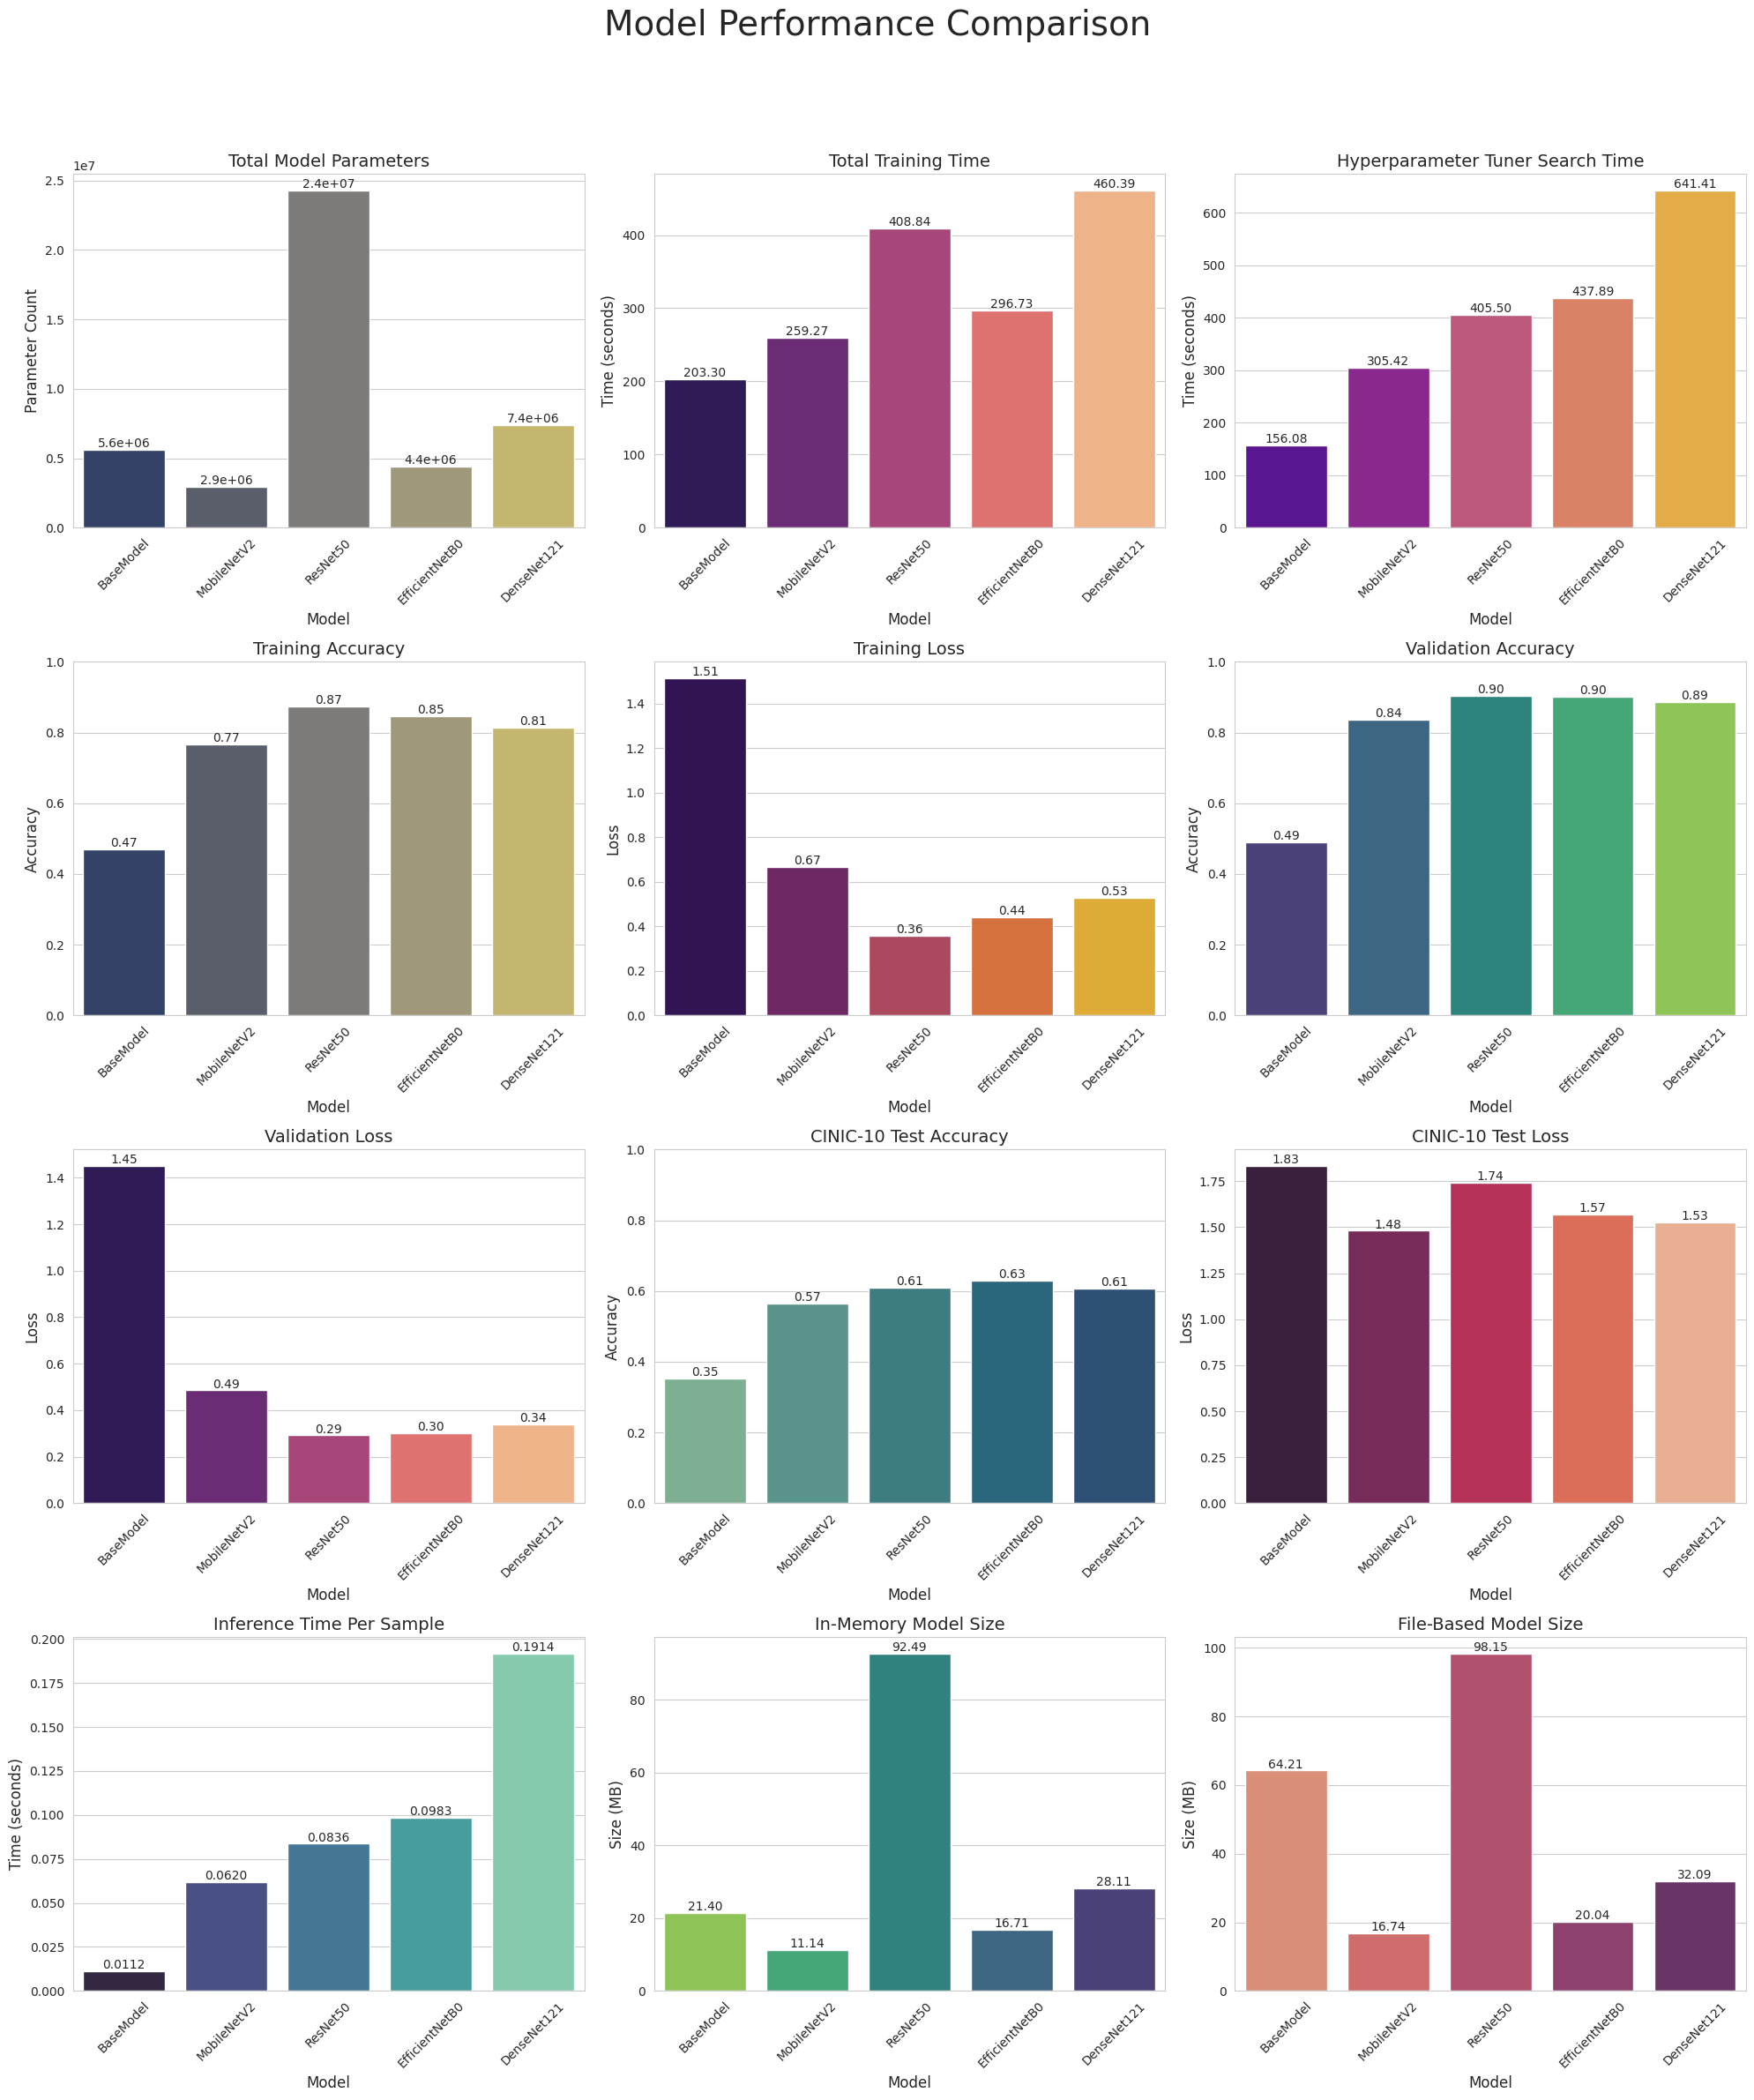 Model Performance Comparison
Total Model Parameters
1e7
2.5
2.0
1.5
1.0
0.5
0.0
Parameter Count
5.6e+06
2.9e+06
2.4e+07
4.4e+06
7.4e+06
BaseModel
MobileNetV2
ResNet50
EfficientNetB0
DenseNet121
Model
Total Training Time
400
300
200
100
0
Time (seconds)
203.30
259.27
408.84
296.73
460.39
BaseModel
MobileNetV2
ResNet50
EfficientNetB0
DenseNet121
Model
Hyperparameter Tuner Search Time
600
500
400
300
200
100
0
Time (seconds)
156.08
305.42
405.50
437.89
641.41
BaseModel
MobileNetV2
ResNet50
EfficientNetB0
DenseNet121
Model
Training Accuracy
1.0
0.8
0.6
0.4
0.2
0.0
Accuracy
0.47
0.77
0.87
0.85
0.81
BaseModel
MobileNetV2
ResNet50
EfficientNetB0
DenseNet121
Model
Training Loss
1.4
1.2
1.0
0.8
0.6
0.4
0.2
0.0
Loss
1.51
0.67
0.36
0.44
0.53
BaseModel
MobileNetV2
ResNet50
EfficientNetB0
DenseNet121
Model
Validation Accuracy
1.0
0.8
0.6
0.4
0.2
0.0
Accuracy
0.49
0.84
0.90
0.90
0.89
BaseModel
MobileNetV2
ResNet50
EfficientNetB0
DenseNet121
Model
Validation Loss
1.4
1.2
1.0
0.8
0.6
0.4
0.2
0.0
Loss
1.45
0.49
0.29
0.30
0.34
BaseModel
MobileNetV2
ResNet50
EfficientNetB0
DenseNet121
Model
CINIC-10 Test Accuracy
1.0
0.8
0.6
0.4
0.2
0.0
Accuracy
0.35
0.57
0.61
0.63
0.61
BaseModel
MobileNetV2
ResNet50
EfficientNetB0
DenseNet121
Model
CINIC-10 Test Loss
1.75
1.50
1.25
1.00
0.75
0.50
0.25
0.00
Loss
1.83
1.48
1.74
1.57
1.53
BaseModel
MobileNetV2
ResNet50
EfficientNetB0
DenseNet121
Model
Inference Time Per Sample
0.200
0.175
0.150
0.125
0.100
0.075
0.050
0.025
0.000
Time (seconds)
0.0112
0.0620
0.0836
0.0983
0.1914
BaseModel
MobileNetV2
ResNet50
EfficientNetB0
DenseNet121
Model
In-Memory Model Size
80
60
40
20
0
Size (MB)
21.40
11.14
92.49
16.71
28.11
BaseModel
MobileNetV2
ResNet50
EfficientNetB0
DenseNet121
Model
File-Based Model Size
100
80
60
40
20
0
Size (MB)
64.21
16.74
98.15
20.04
32.09
BaseModel
MobileNetV2
ResNet50
EfficientNetB0
DenseNet121
Model